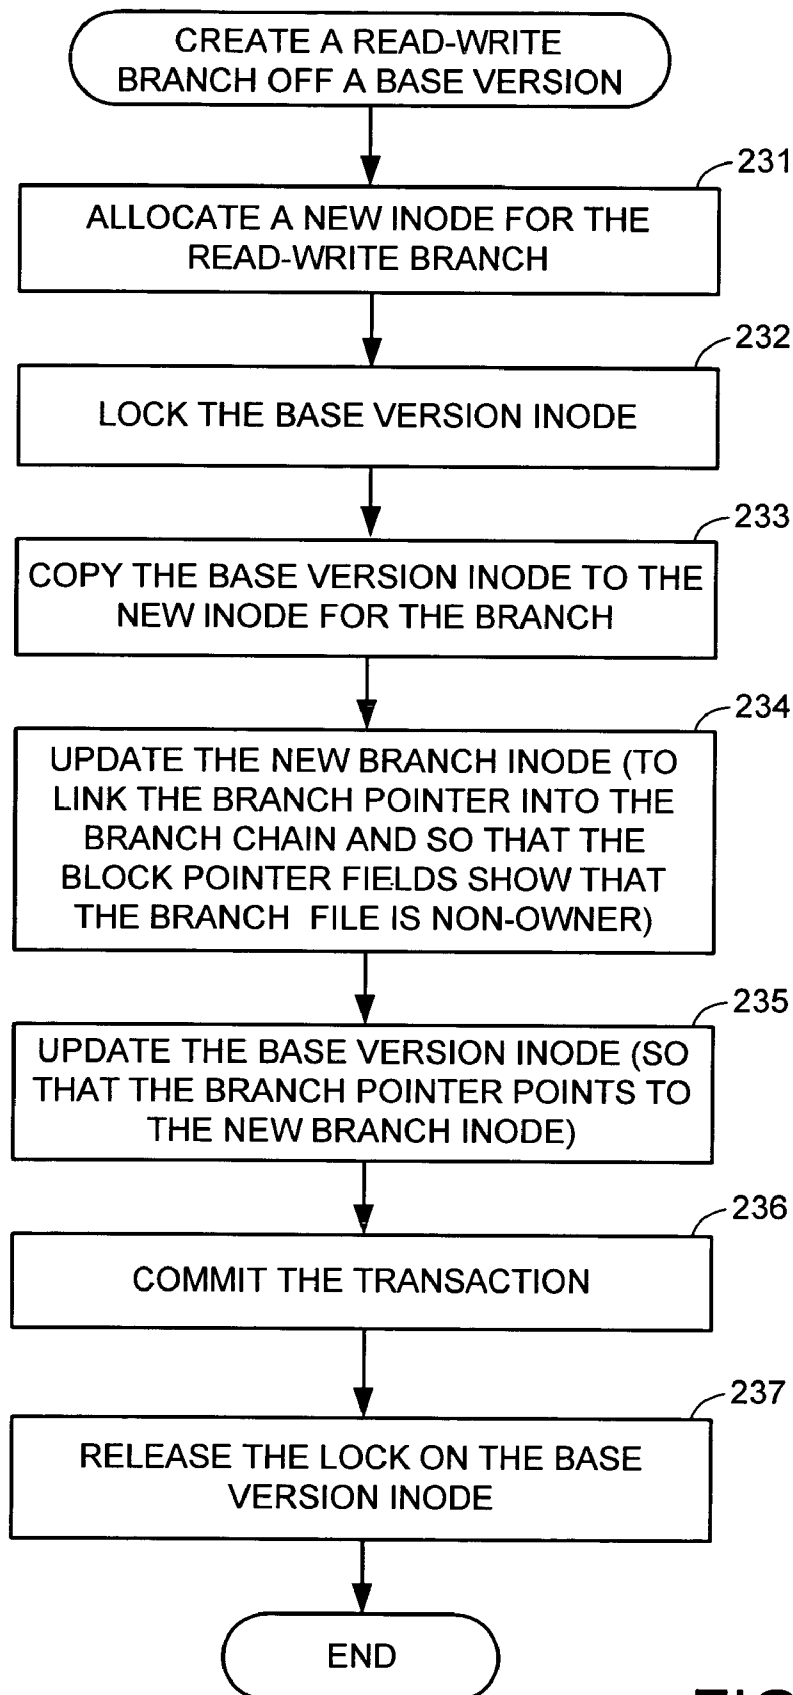 CREATE A READ-WRITE
BRANCH OFF A BASE VERSION
231
ALLOCATE A NEW INODE FOR THE
READ-WRITE BRANCH
232
LOCK THE BASE VERSION INODE
233
COPY THE BASE VERSION INODE TO THE
NEW INODE FOR THE BRANCH
234
UPDATE THE NEW BRANCH INODE (TO
LINK THE BRANCH POINTER INTO THE
BRANCH CHAIN AND SO THAT THE
BLOCK POINTER FIELDS SHOW THAT
THE BRANCH FILE IS NON-OWNER)
235
UPDATE THE BASE VERSION INODE (SO
THAT THE BRANCH POINTER POINTS TO
THE NEW BRANCH INODE)
236
COMMIT THE TRANSACTION
237
RELEASE THE LOCK ON THE BASE
VERSION INODE
END